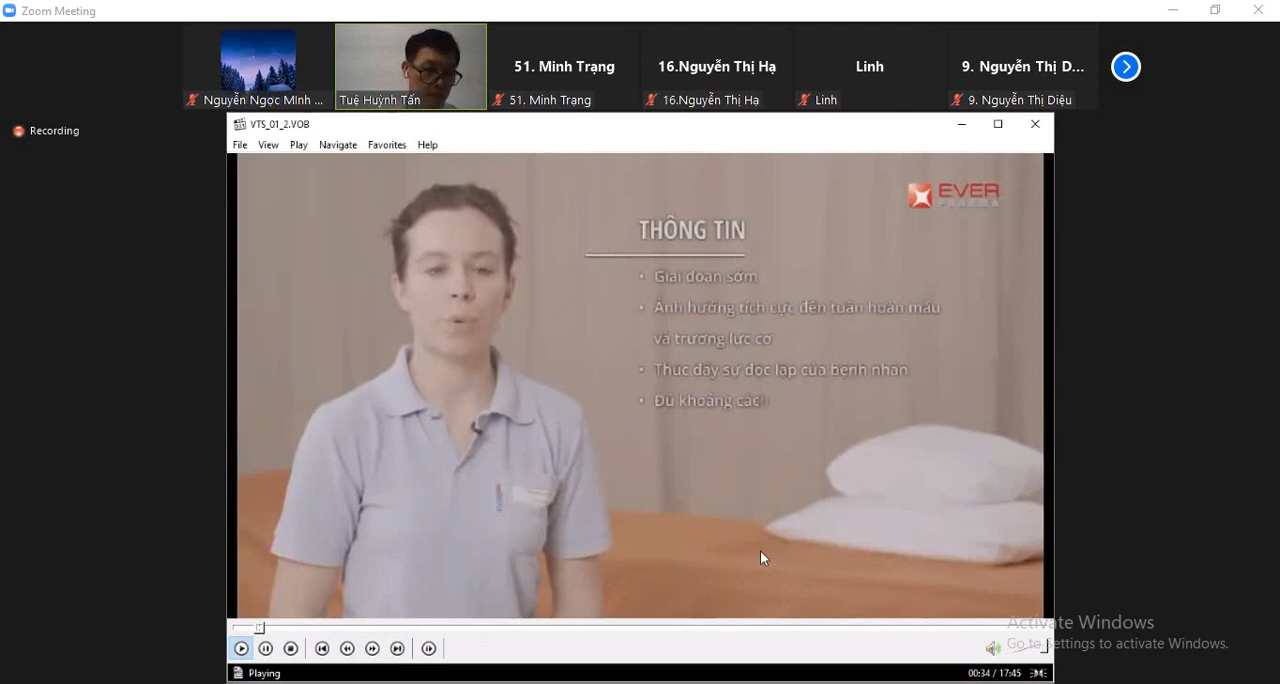 Zoom Meeting
51. Minh Trạng
16.Nguyễn Thị Hạ
Linh
9. Nguyễn Thị D...
Nguyễn Ngọc MInh ...
Tuệ Huỳnh Tấn
51. Minh Trạng
16.Nguyễn Thị Hạ
Linh
9. Nguyễn Thị Diệu
Recording
VTS_01_2.VOB
File View Play Navigate Favorites Help
EVER
PHARMA
THÔNG TIN
• Giai đoạn sớm
• Ảnh hưởng tích cực đến tuần hoàn máu
và trương lực cơ
• Thúc đẩy sự độc lập của bệnh nhân
• Đủ khoảng cách
Activate Windows
Go to Settings to activate Windows.
Playing
00:34 / 17:45